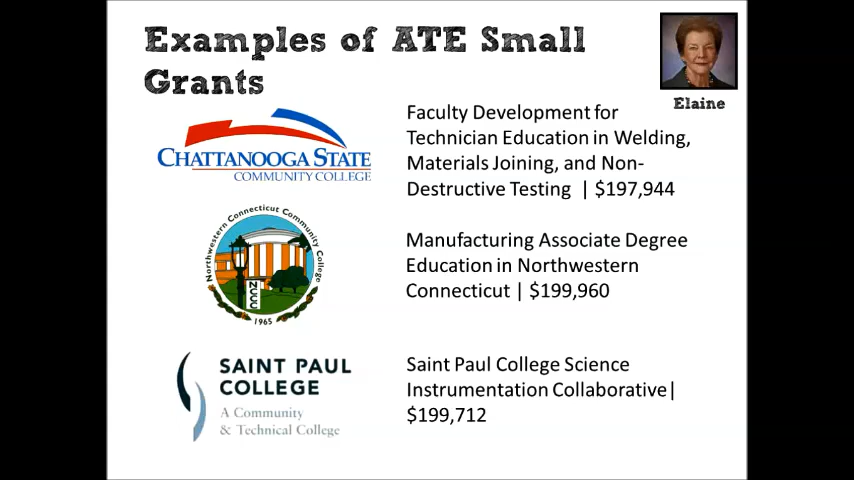 Examples of ATE Small
Grants
Elaine
CHATTANOOGA STATE
COMMUNITY COLLEGE
Faculty Development for
Technician Education in Welding,
Materials Joining, and Non-
Destructive Testing | $197,944
Northwestern Connecticut Community College
NCCC
1965
Manufacturing Associate Degree
Education in Northwestern
Connecticut | $199,960
SAINT PAUL
COLLEGE
A Community
& Technical College
Saint Paul College Science
Instrumentation Collaborative|
$199,712